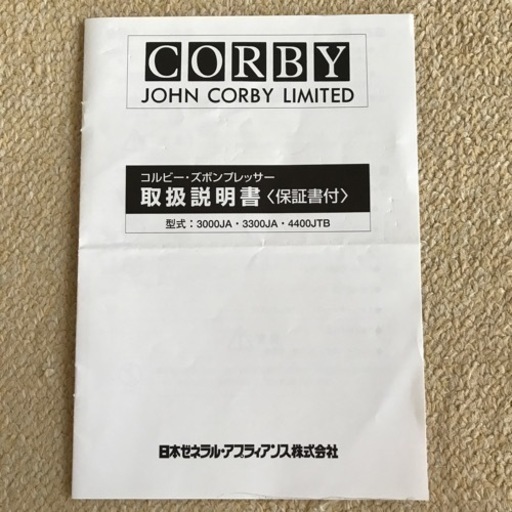 CORBY
JOHN CORBY LIMITED
コルビー・ズボンプレッサー
取扱説明書〈保証書付〉
型式：3000JA・3300JA・4400JTB
日本ゼネラル・アプライアンス株式会社